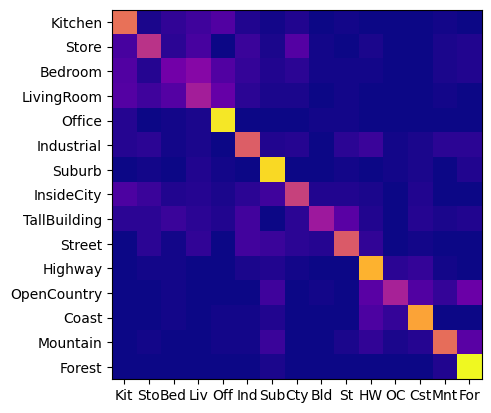 Kitchen
Store
Bedroom
LivingRoom
Office
Industrial
Suburb
InsideCity
TallBuilding
Street
Highway
OpenCountry
Coast
Mountain
Forest
Kit Sto Bed Liv Off Ind Sub Cty Bld St HW OC Cst Mnt For